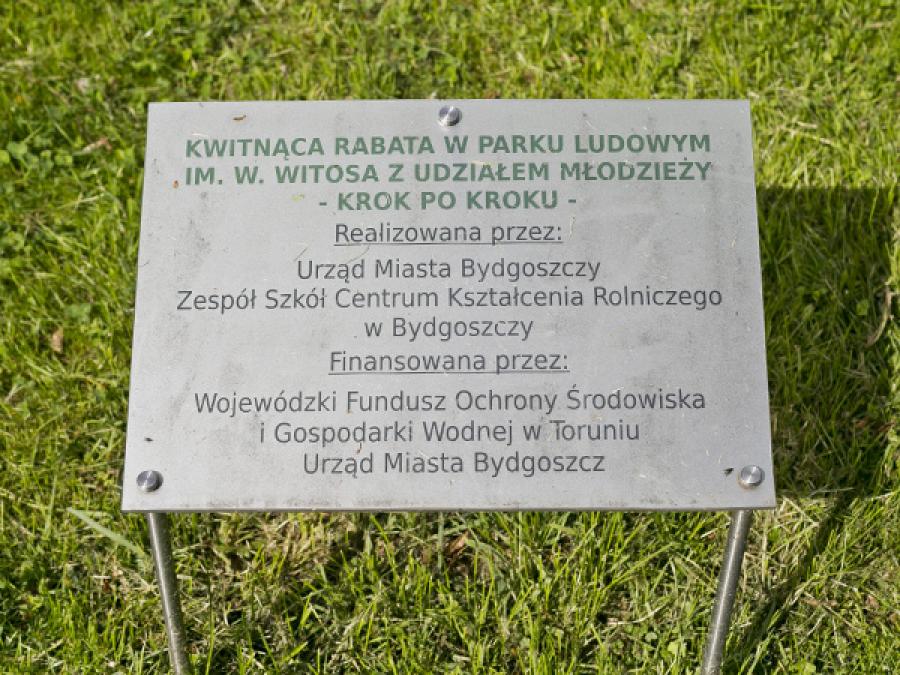 KWITNĄCA RABATA W PARKU LUDOWYM
IM. W. WITOSA Z UDZIAŁEM MŁODZIEŻY
- KROK PO KROKU -
Realizowana przez:
Urząd Miasta Bydgoszczy
Zespół Szkół Centrum Kształcenia Rolniczego
w Bydgoszczy
Finansowana przez:
Wojewódzki Fundusz Ochrony Środowiska
i Gospodarki Wodnej w Toruniu
Urząd Miasta Bydgoszcz